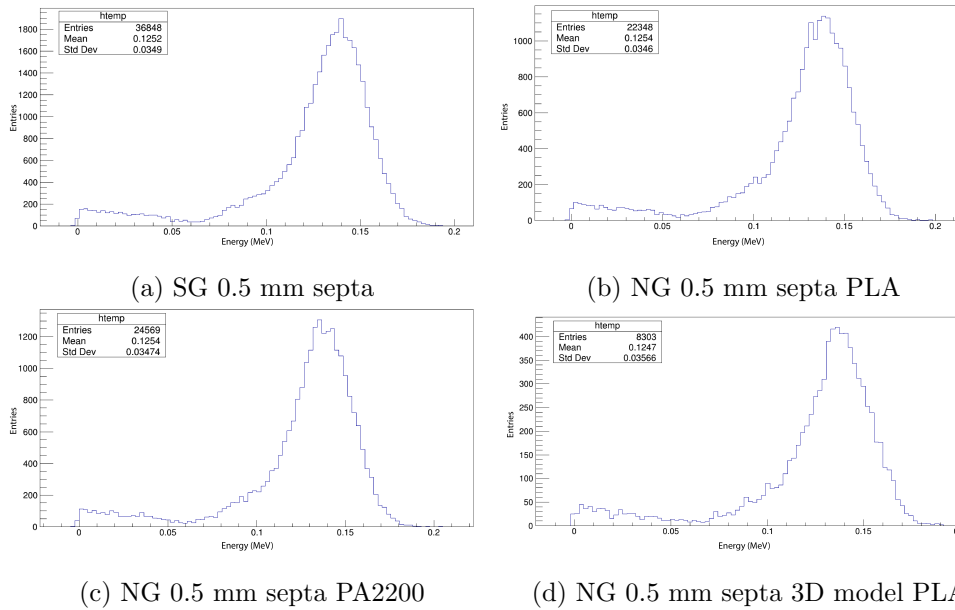 htemp
Entries 36848
Mean 0.1252
Std Dev 0.0349
1800
1600
1400
1200
1000
800
600
400
200
0
Entries
0 0.05 0.1 0.15 0.2
Energy (MeV)
(a) SG 0.5 mm septa
htemp
Entries 22348
Mean 0.1254
Std Dev 0.0346
1000
800
600
400
200
0
Entries
0 0.05 0.1 0.15 0.2
Energy (MeV)
(b) NG 0.5 mm septa PLA
htemp
Entries 24569
Mean 0.1254
Std Dev 0.03474
1200
1000
800
600
400
200
0
Entries
0 0.05 0.1 0.15 0.2
Energy (MeV)
(c) NG 0.5 mm septa PA2200
htemp
Entries 8303
Mean 0.1247
Std Dev 0.03566
400
350
300
250
200
150
100
50
0
Entries
0 0.05 0.1 0.15
Energy (MeV)
(d) NG 0.5 mm septa 3D model PLA